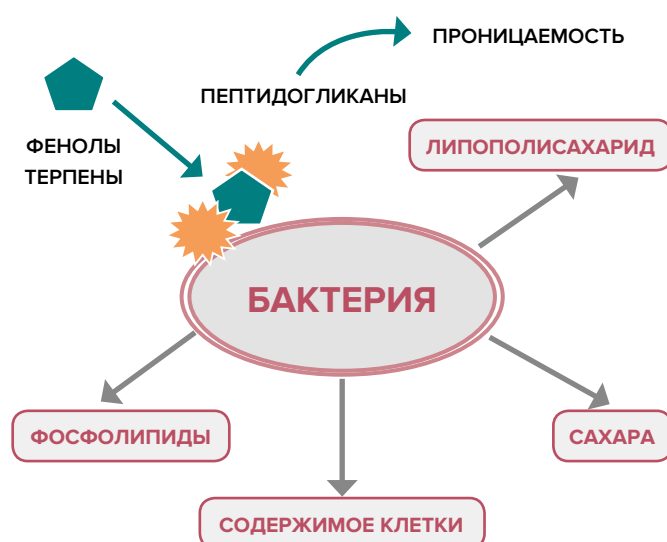 ПРОНИЦАЕМОСТЬ
ПЕПТИДОГЛИКАНЫ
ФЕНОЛЫ
ТЕРПЕНЫ
ЛИПОПОЛИСАХАРИД
БАКТЕРИЯ
ФОСФОЛИПИДЫ
САХАРА
СОДЕРЖИМОЕ КЛЕТКИ